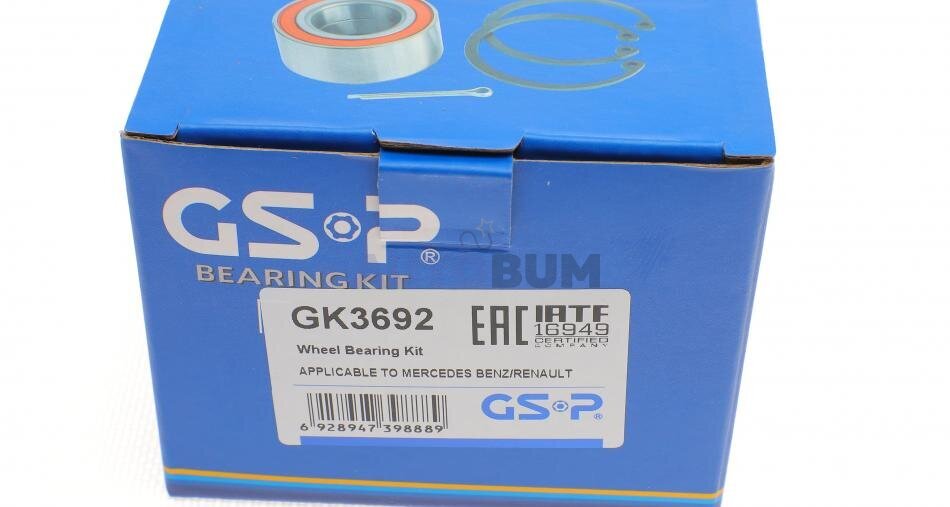 GS P®
BEARING KIT
BUM
GK3692
EAC IATF
16949
CERTIFIED
COMPANY
Wheel Bearing Kit
APPLICABLE TO MERCEDES BENZ/RENAULT
6 928947 398889
GS P®